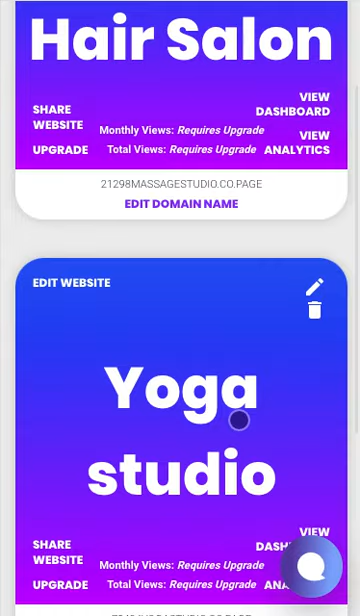 Hair Salon
SHARE
WEBSITE
UPGRADE
Monthly Views: Requires Upgrade
Total Views: Requires Upgrade
VIEW
DASHBOARD
VIEW
ANALYTICS
21298MASSAGESTUDIO.CO.PAGE
EDIT DOMAIN NAME
EDIT WEBSITE
Yoga
studio
SHARE
WEBSITE
UPGRADE
Monthly Views: Requires Upgrade
Total Views: Requires Upgrade
VIEW